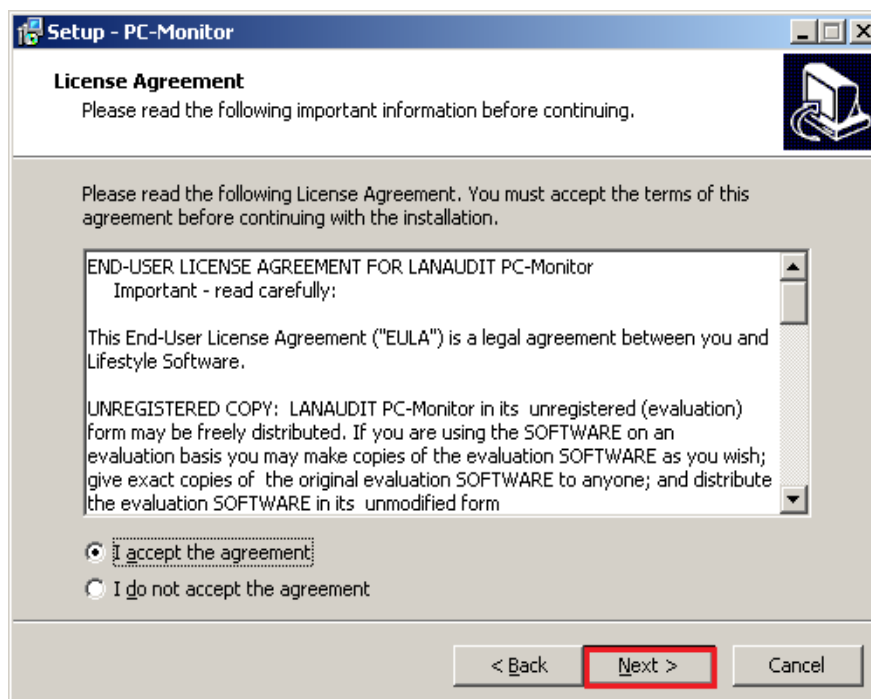 Setup - PC-Monitor
License Agreement
Please read the following important information before continuing.
Please read the following License Agreement. You must accept the terms of this
agreement before continuing with the installation.
END-USER LICENSE AGREEMENT FOR LANAUDIT PC-Monitor
Important - read carefully:
This End-User License Agreement ("EULA") is a legal agreement between you and
Lifestyle Software.
UNREGISTERED COPY:  LANAUDIT PC-Monitor in its  unregistered (evaluation)
form may be freely distributed. If you are using the SOFTWARE on an
evaluation basis you may make copies of the evaluation SOFTWARE as you wish;
give exact copies of  the original evaluation SOFTWARE to anyone; and distribute
the evaluation SOFTWARE in its  unmodified form
I accept the agreement
I do not accept the agreement
< Back
Next >
Cancel